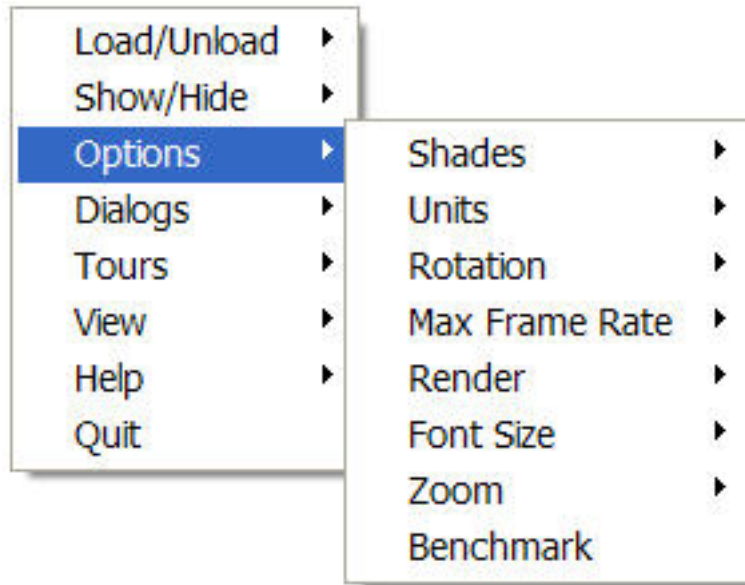 Load/Unload
Show/Hide
Options
Dialogs
Tours
View
Help
Quit
Shades
Units
Rotation
Max Frame Rate
Render
Font Size
Zoom
Benchmark